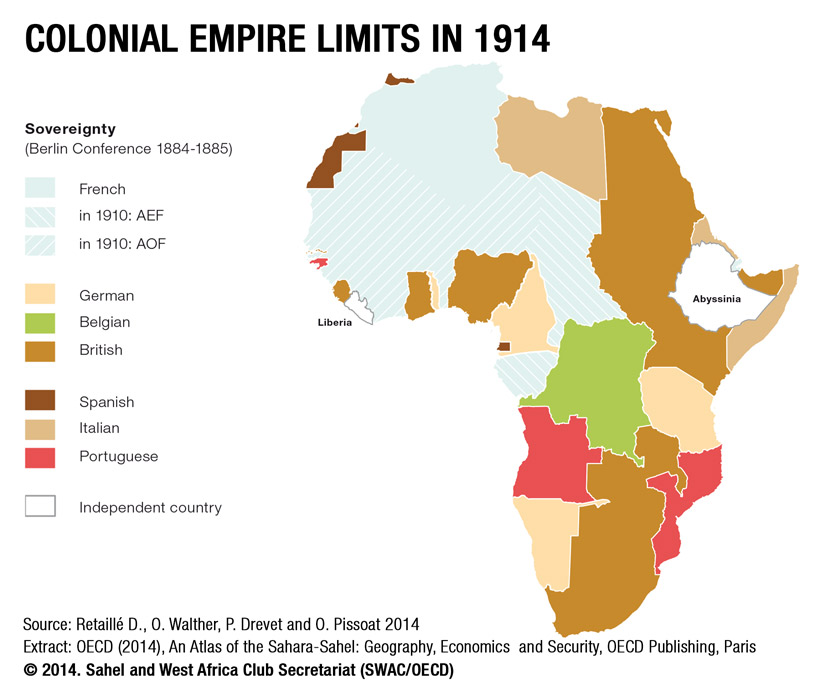 COLONIAL EMPIRE LIMITS IN 1914
Sovereignty
(Berlin Conference 1884-1885)
French
in 1910: AEF
in 1910: AOF
German
Belgian
British
Spanish
Italian
Portuguese
Independent country
Abyssinia
Liberia
Source: Retaillé D., O. Walther, P. Drevet and O. Pissoat 2014
Extract: OECD (2014), An Atlas of the Sahara-Sahel: Geography, Economics and Security, OECD Publishing, Paris
© 2014. Sahel and West Africa Club Secretariat (SWAC/OECD)